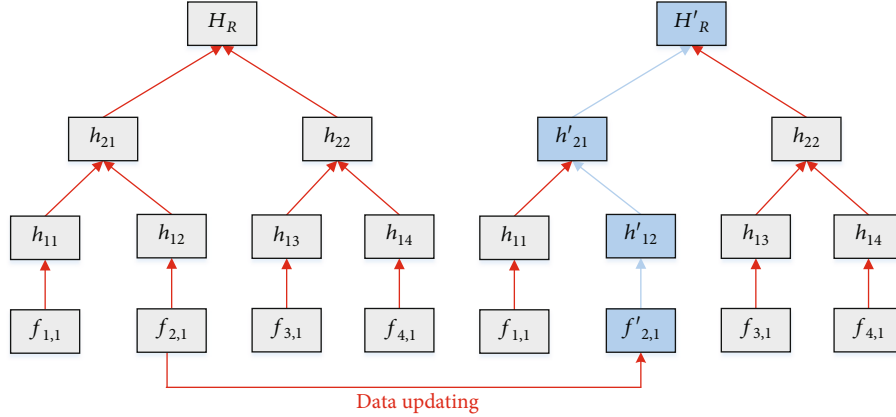 H_R H'_R
h_21 h_22 h'_21 h_22
h_11 h_12 h_13 h_14 h_11 h'_12 h_13 h_14
f_1,1 f_2,1 f_3,1 f_4,1 f_1,1 f'_2,1 f_3,1 f_4,1
Data updating